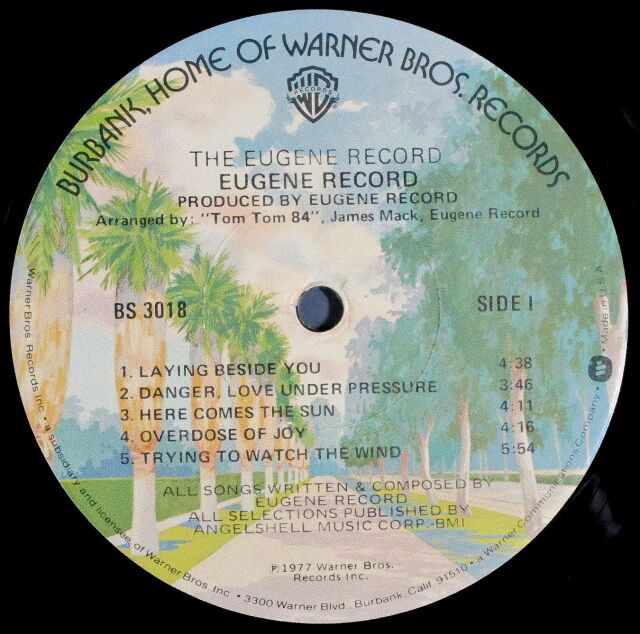 BURBANK, HOME OF WARNER BROS. RECORDS
WB
RECORDS
THE EUGENE RECORD
EUGENE RECORD
PRODUCED BY EUGENE RECORD
Arranged by: "Tom Tom 84", James Mack, Eugene Record
BS 3018
SIDE I
1. LAYING BESIDE YOU 4:38
2. DANGER, LOVE UNDER PRESSURE 3:46
3. HERE COMES THE SUN 4:11
4. OVERDOSE OF JOY 4:16
5. TRYING TO WATCH THE WIND 5:54
ALL SONGS WRITTEN & COMPOSED BY
EUGENE RECORD
ALL SELECTIONS PUBLISHED BY
ANGELSHELL MUSIC CORP.-BMI
℗ 1977 Warner Bros.
Records Inc.
Warner Bros. Records Inc. • a subsidiary and licensee of Warner Bros. Inc. • 3300 Warner Blvd., Burbank, Calif. 91510 • a Warner Communications Company. • Made in U.S.A.